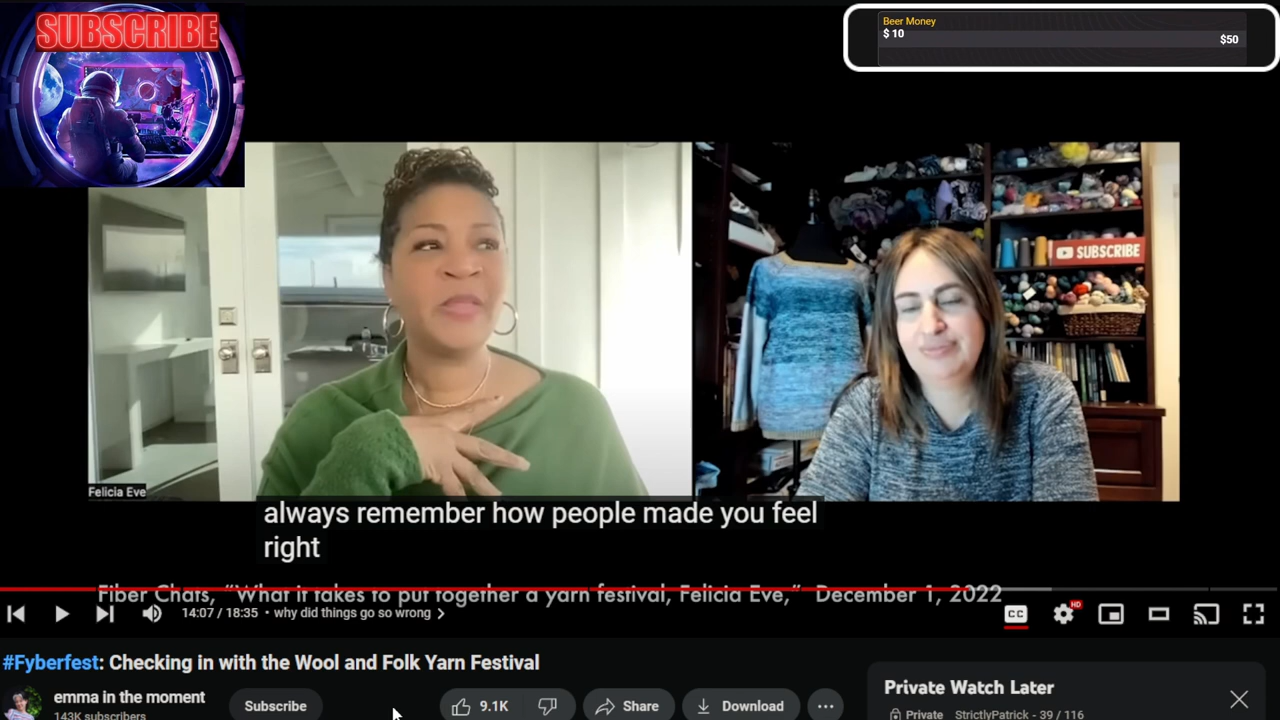 SUBSCRIBE
Beer Money
$ 10
$50
SUBSCRIBE
Felicia Eve
always remember how people made you feel
right
Fiber Chats, "What it takes to put together a yarn festival, Felicia Eve," December 1, 2022
14:07 / 18:35 • why did things go so wrong
CC
HD
#Fyberfest: Checking in with the Wool and Folk Yarn Festival
emma in the moment
143K subscribers
Subscribe
9.1K
Share
Download
Private Watch Later
Private StrictlyPatrick - 39 / 116